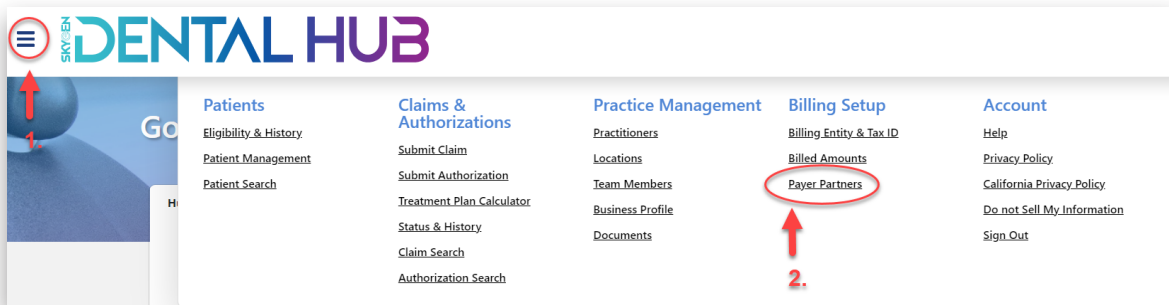 SKYGEN DENTAL HUB
1.
Go
H
Patients
Eligibility & History
Patient Management
Patient Search
Claims &
Authorizations
Submit Claim
Submit Authorization
Treatment Plan Calculator
Status & History
Claim Search
Authorization Search
Practice Management
Practitioners
Locations
Team Members
Business Profile
Documents
Billing Setup
Billing Entity & Tax ID
Billed Amounts
Payer Partners
2.
Account
Help
Privacy Policy
California Privacy Policy
Do not Sell My Information
Sign Out